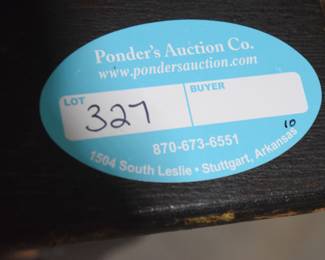 Ponder's Auction Co.
www.pondersauction.com
LOT 327 BUYER
10
870-673-6551
1504 South Leslie • Stuttgart, Arkansas